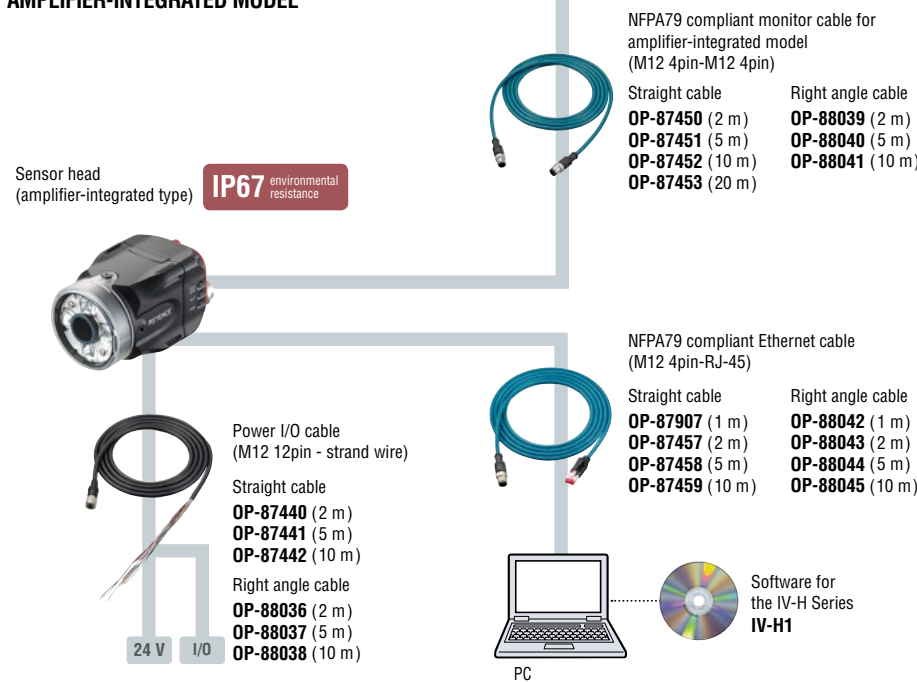 AMPLIFIER-INTEGRATED MODEL
NFPA79 compliant monitor cable for
amplifier-integrated model
(M12 4pin-M12 4pin)
Straight cable
OP-87450 (2 m)
OP-87451 (5 m)
OP-87452 (10 m)
OP-87453 (20 m)
Right angle cable
OP-88039 (2 m)
OP-88040 (5 m)
OP-88041 (10 m)
Sensor head
(amplifier-integrated type)
IP67 environmental
resistance
KEYENCE
NFPA79 compliant Ethernet cable
(M12 4pin-RJ-45)
Straight cable
OP-87907 (1 m)
OP-87457 (2 m)
OP-87458 (5 m)
OP-87459 (10 m)
Right angle cable
OP-88042 (1 m)
OP-88043 (2 m)
OP-88044 (5 m)
OP-88045 (10 m)
Power I/O cable
(M12 12pin - strand wire)
Straight cable
OP-87440 (2 m)
OP-87441 (5 m)
OP-87442 (10 m)
Right angle cable
OP-88036 (2 m)
OP-88037 (5 m)
OP-88038 (10 m)
24 V
I/O
PC
Software for
the IV-H Series
IV-H1